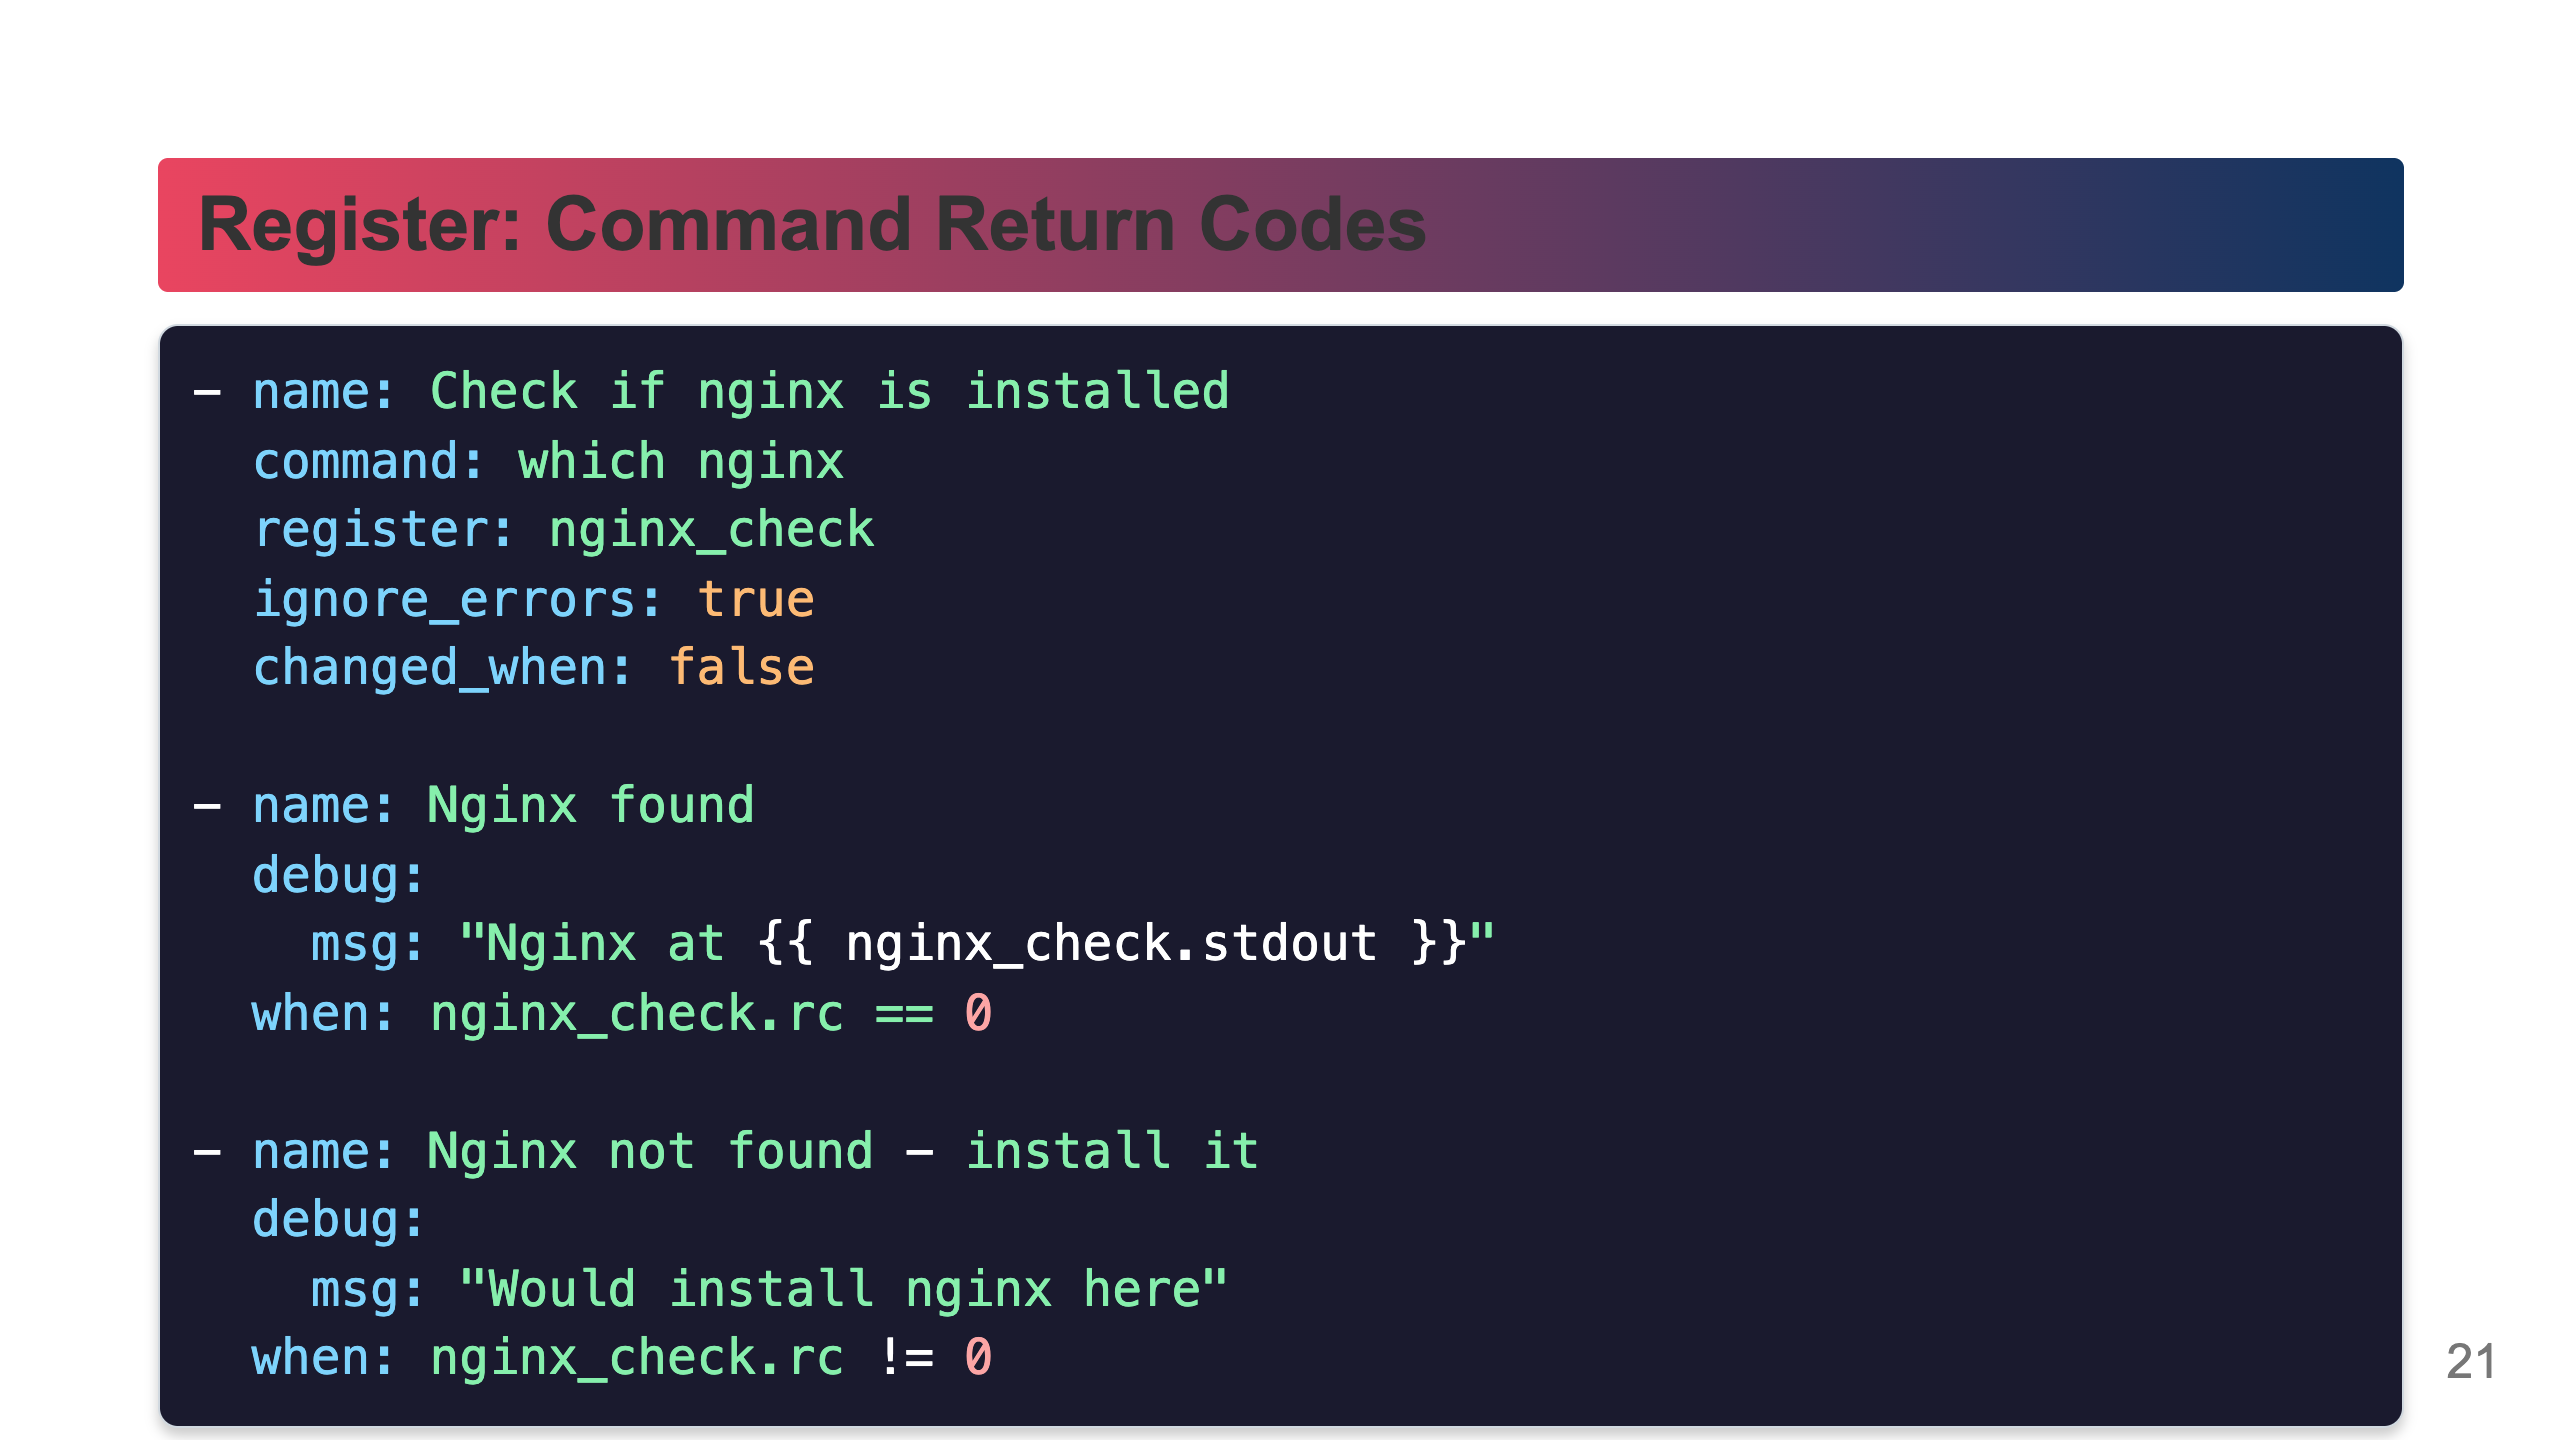 Register: Command Return Codes
- name: Check if nginx is installed
  command: which nginx
  register: nginx_check
  ignore_errors: true
  changed_when: false

- name: Nginx found
  debug:
    msg: "Nginx at {{ nginx_check.stdout }}"
  when: nginx_check.rc == 0

- name: Nginx not found - install it
  debug:
    msg: "Would install nginx here"
  when: nginx_check.rc != 0
21